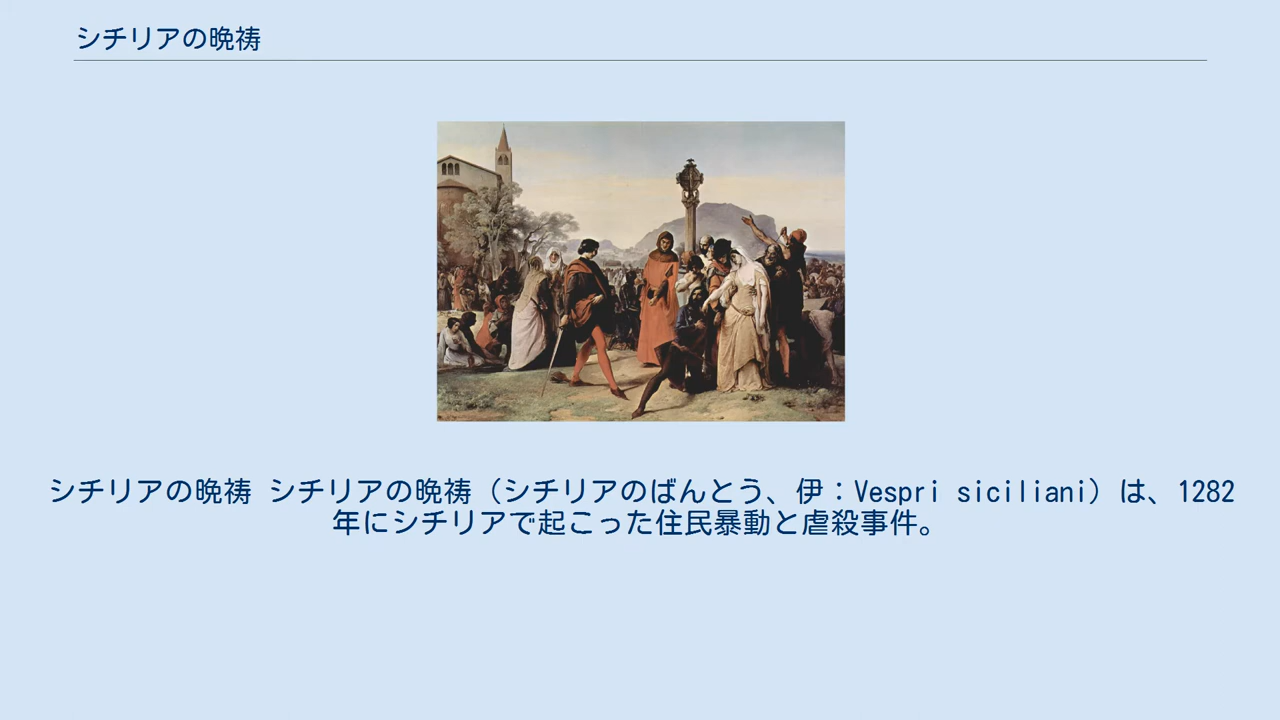 シチリアの晩祷
シチリアの晩祷 シチリアの晩祷（シチリアのばんとう、伊：Vespri siciliani）は、1282
年にシチリアで起こった住民暴動と虐殺事件。